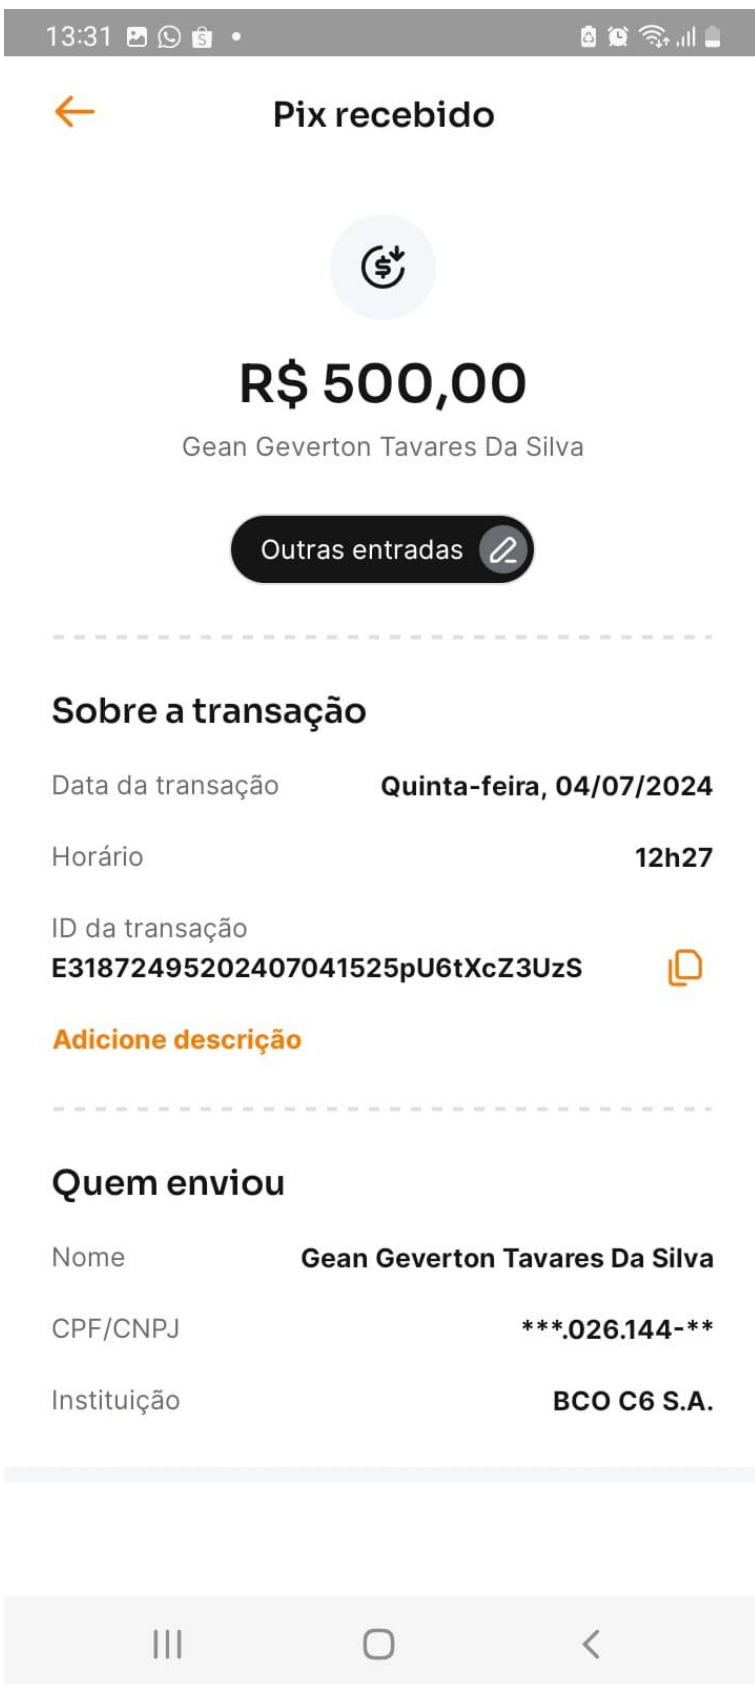 13:31
Pix recebido
R$ 500,00
Gean Geverton Tavares Da Silva
Outras entradas
Sobre a transação
Data da transação Quinta-feira, 04/07/2024
Horário 12h27
ID da transação
E31872495202407041525pU6tXcZ3UzS
Adicione descrição
Quem enviou
Nome Gean Geverton Tavares Da Silva
CPF/CNPJ ***.026.144-**
Instituição BCO C6 S.A.